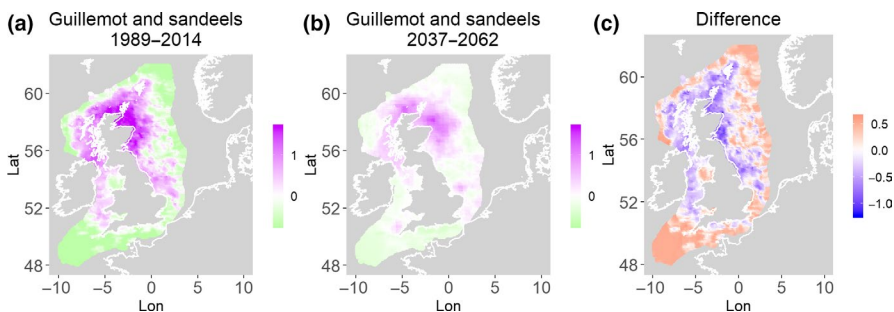 (a) Guillemot and sandeels
1989–2014
(b) Guillemot and sandeels
2037–2062
(c) Difference
Lat
60
56
52
48
−10 −5 0 5 10
Lon
1
0
Lat
60
56
52
48
−10 −5 0 5 10
Lon
1
0
Lat
60
56
52
48
−10 −5 0 5 10
Lon
0.5
0.0
−0.5
−1.0